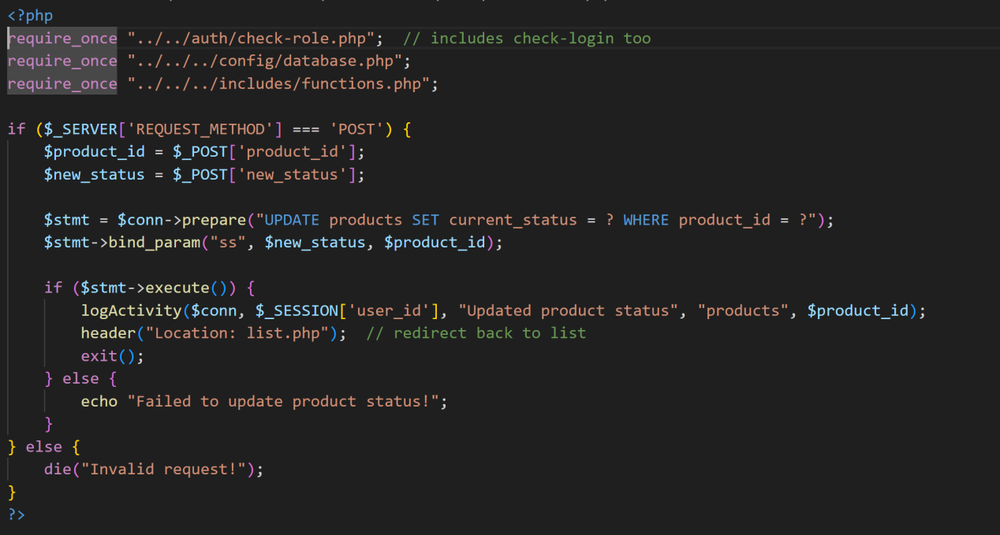 <?php
require_once "../../auth/check-role.php";  // includes check-login too
require_once "../../../config/database.php";
require_once "../../../includes/functions.php";

if ($_SERVER['REQUEST_METHOD'] === 'POST') {
    $product_id = $_POST['product_id'];
    $new_status = $_POST['new_status'];

    $stmt = $conn->prepare("UPDATE products SET current_status = ? WHERE product_id = ?");
    $stmt->bind_param("ss", $new_status, $product_id);

    if ($stmt->execute()) {
        logActivity($conn, $_SESSION['user_id'], "Updated product status", "products", $product_id);
        header("Location: list.php");  // redirect back to list
        exit();
    } else {
        echo "Failed to update product status!";
    }
} else {
    die("Invalid request!");
}
?>